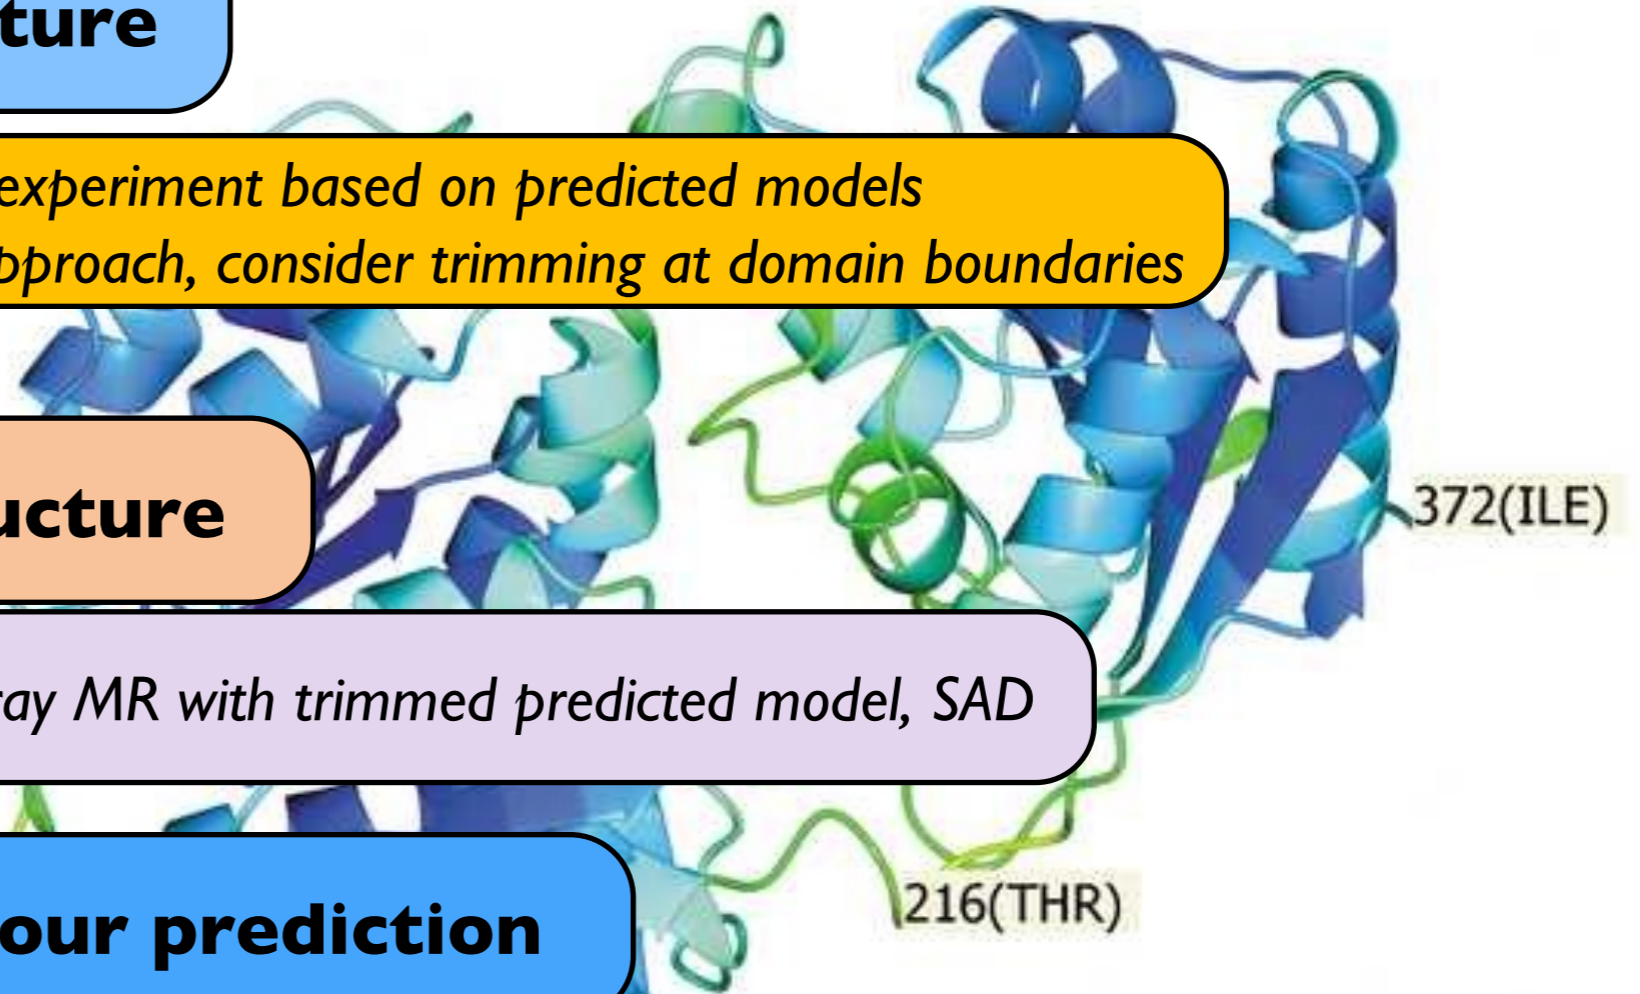 ture
experiment based on predicted models
pproach, consider trimming at domain boundaries
ucture
372(ILE)
ray MR with trimmed predicted model, SAD
216(THR)
our prediction